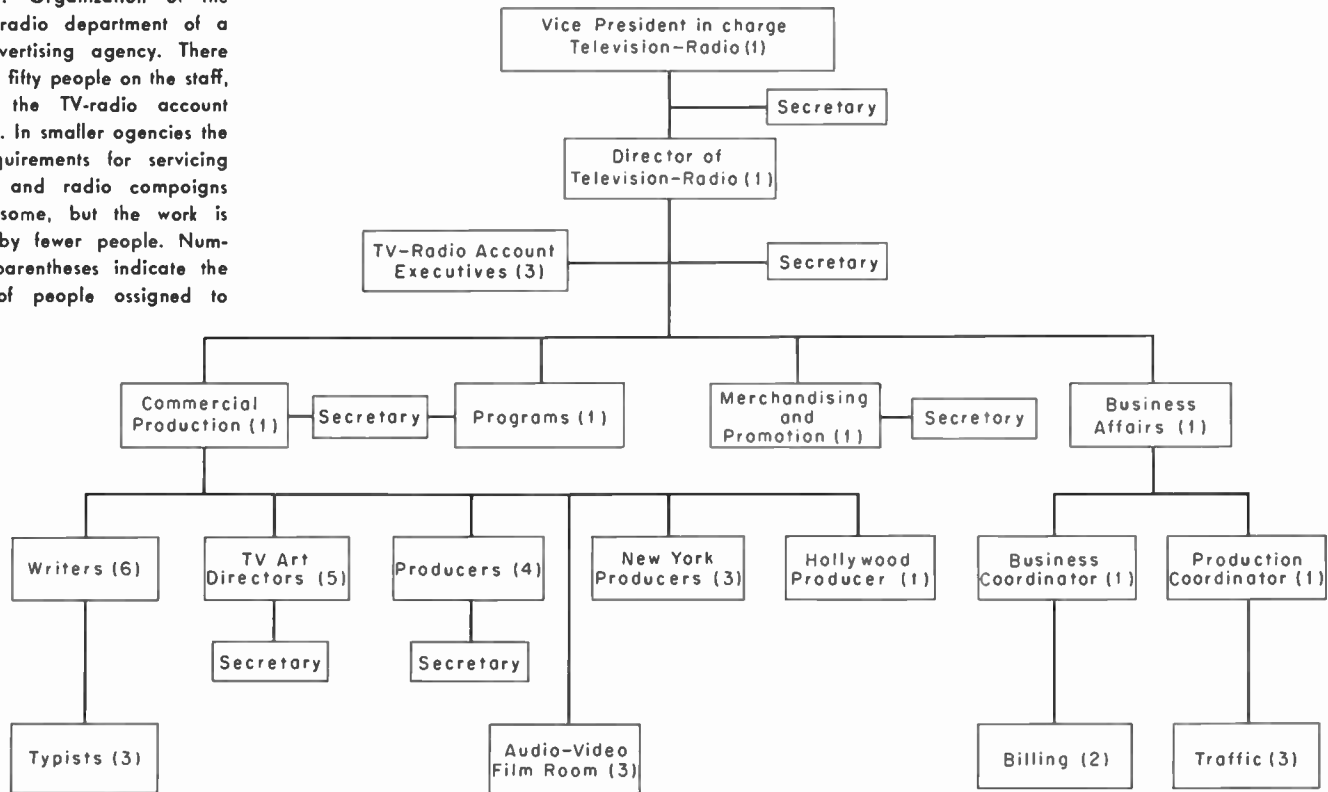 radio department of a
vertising agency. There
fifty people on the staff,
the TV-radio account
. In smaller ogencies the
quirements for servicing
and radio compoigns
some, but the work is
by fewer people. Num-
parentheses indicate the
of people ossigned to
Vice President in charge
Television-Radio (1)
Secretary
Director of
Television-Radio (1)
TV-Radio Account
Executives (3)
Secretary
Commercial
Production (1)
Secretary
Programs (1)
Merchandising
and
Promotion (1)
Secretory
Business
Affairs (1)
Writers (6)
TV Art
Directors (5)
Producers (4)
New York
Producers (3)
Hollywood
Producer (1)
Business
Coordinator (1)
Production
Coordinator (1)
Secretary
Secretary
Typists (3)
Audio-Video
Film Room (3)
Billing (2)
Traffic (3)